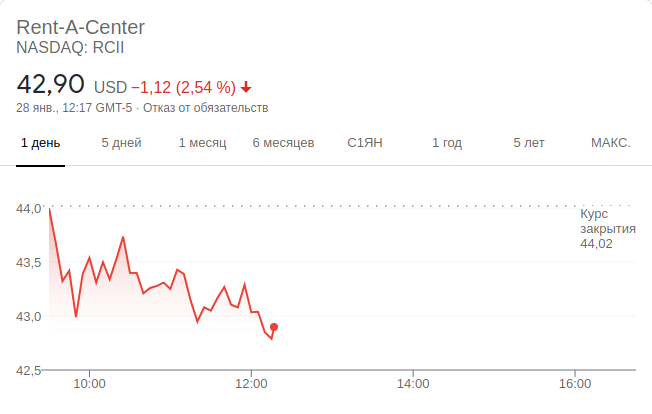 Rent-A-Center
NASDAQ: RCII
42,90 USD −1,12 (2,54 %)
28 янв., 12:17 GMT-5 · Отказ от обязательств
1 день 5 дней 1 месяц 6 месяцев С1ЯН 1 год 5 лет МАКС.
44,0
Курс
закрытия
44,02
43,5
43,0
42,5
10:00 12:00 14:00 16:00